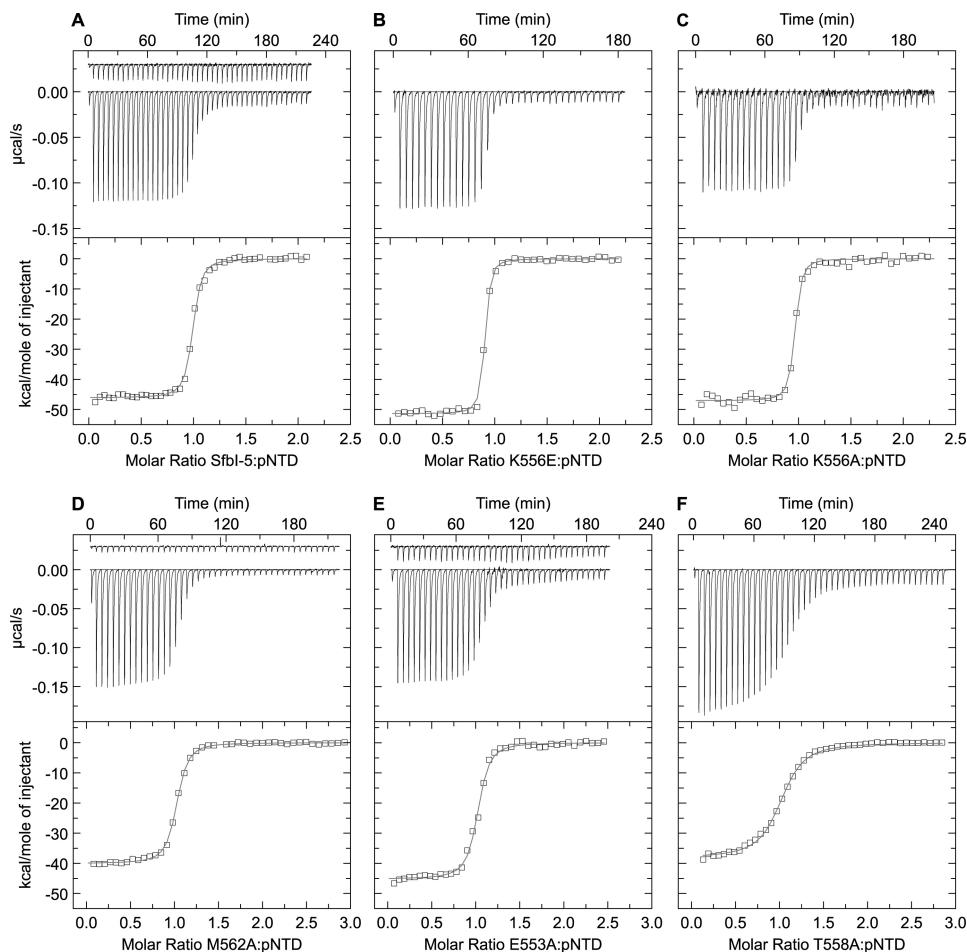 A B C
Time (min) Time (min) Time (min)
0 60 120 180 240 0 60 120 180 0 60 120 180
0.00
-0.05
-0.10
-0.15
µcal/s
0
-10
-20
-30
-40
-50
kcal/mole of injectant
0.0 0.5 1.0 1.5 2.0 2.5 0.0 0.5 1.0 1.5 2.0 2.5 0.0 0.5 1.0 1.5 2.0 2.5
Molar Ratio SfbI-5:pNTD Molar Ratio K556E:pNTD Molar Ratio K556A:pNTD
D E F
Time (min) Time (min) Time (min)
0 60 120 180 0 60 120 180 240 0 60 120 180 240
0.00
-0.05
-0.10
-0.15
µcal/s
0
-10
-20
-30
-40
-50
kcal/mole of injectant
0.0 0.5 1.0 1.5 2.0 2.5 3.0 0.0 0.5 1.0 1.5 2.0 2.5 3.0 0.0 0.5 1.0 1.5 2.0 2.5 3.0
Molar Ratio M562A:pNTD Molar Ratio E553A:pNTD Molar Ratio T558A:pNTD